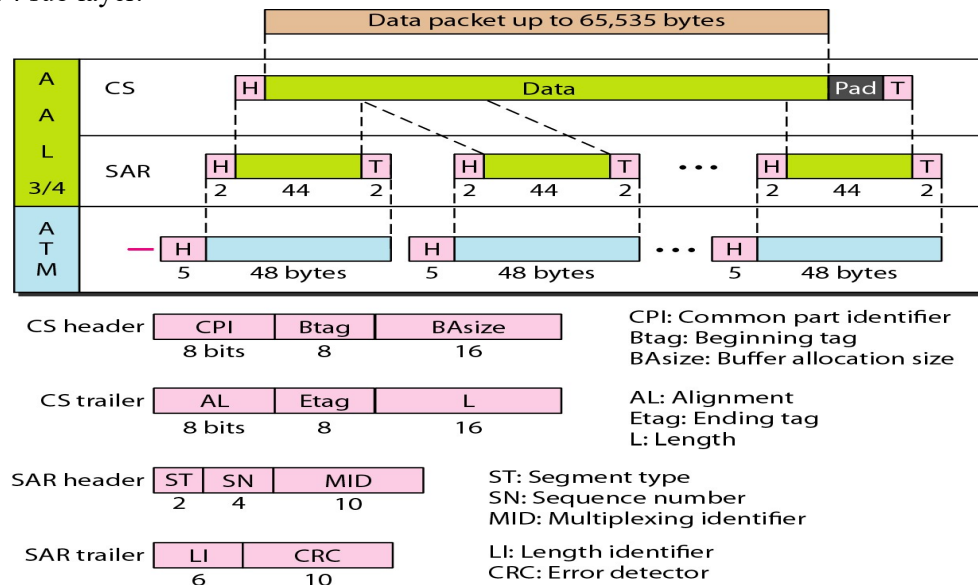 Data packet up to 65,535 bytes
A
A
L
3/4
CS
H
Data
Pad
T
SAR
H
T
H
T
• • •
H
T
2
44
2
2
44
2
2
44
2
A
T
M
H
H
• • •
H
5
48 bytes
5
48 bytes
5
48 bytes
CS header
CPI
Btag
BAsize
8 bits
8
16
CPI: Common part identifier
Btag: Beginning tag
BAsize: Buffer allocation size
CS trailer
AL
Etag
L
8 bits
8
16
AL: Alignment
Etag: Ending tag
L: Length
SAR header
ST
SN
MID
2
4
10
ST: Segment type
SN: Sequence number
MID: Multiplexing identifier
SAR trailer
LI
CRC
6
10
LI: Length identifier
CRC: Error detector